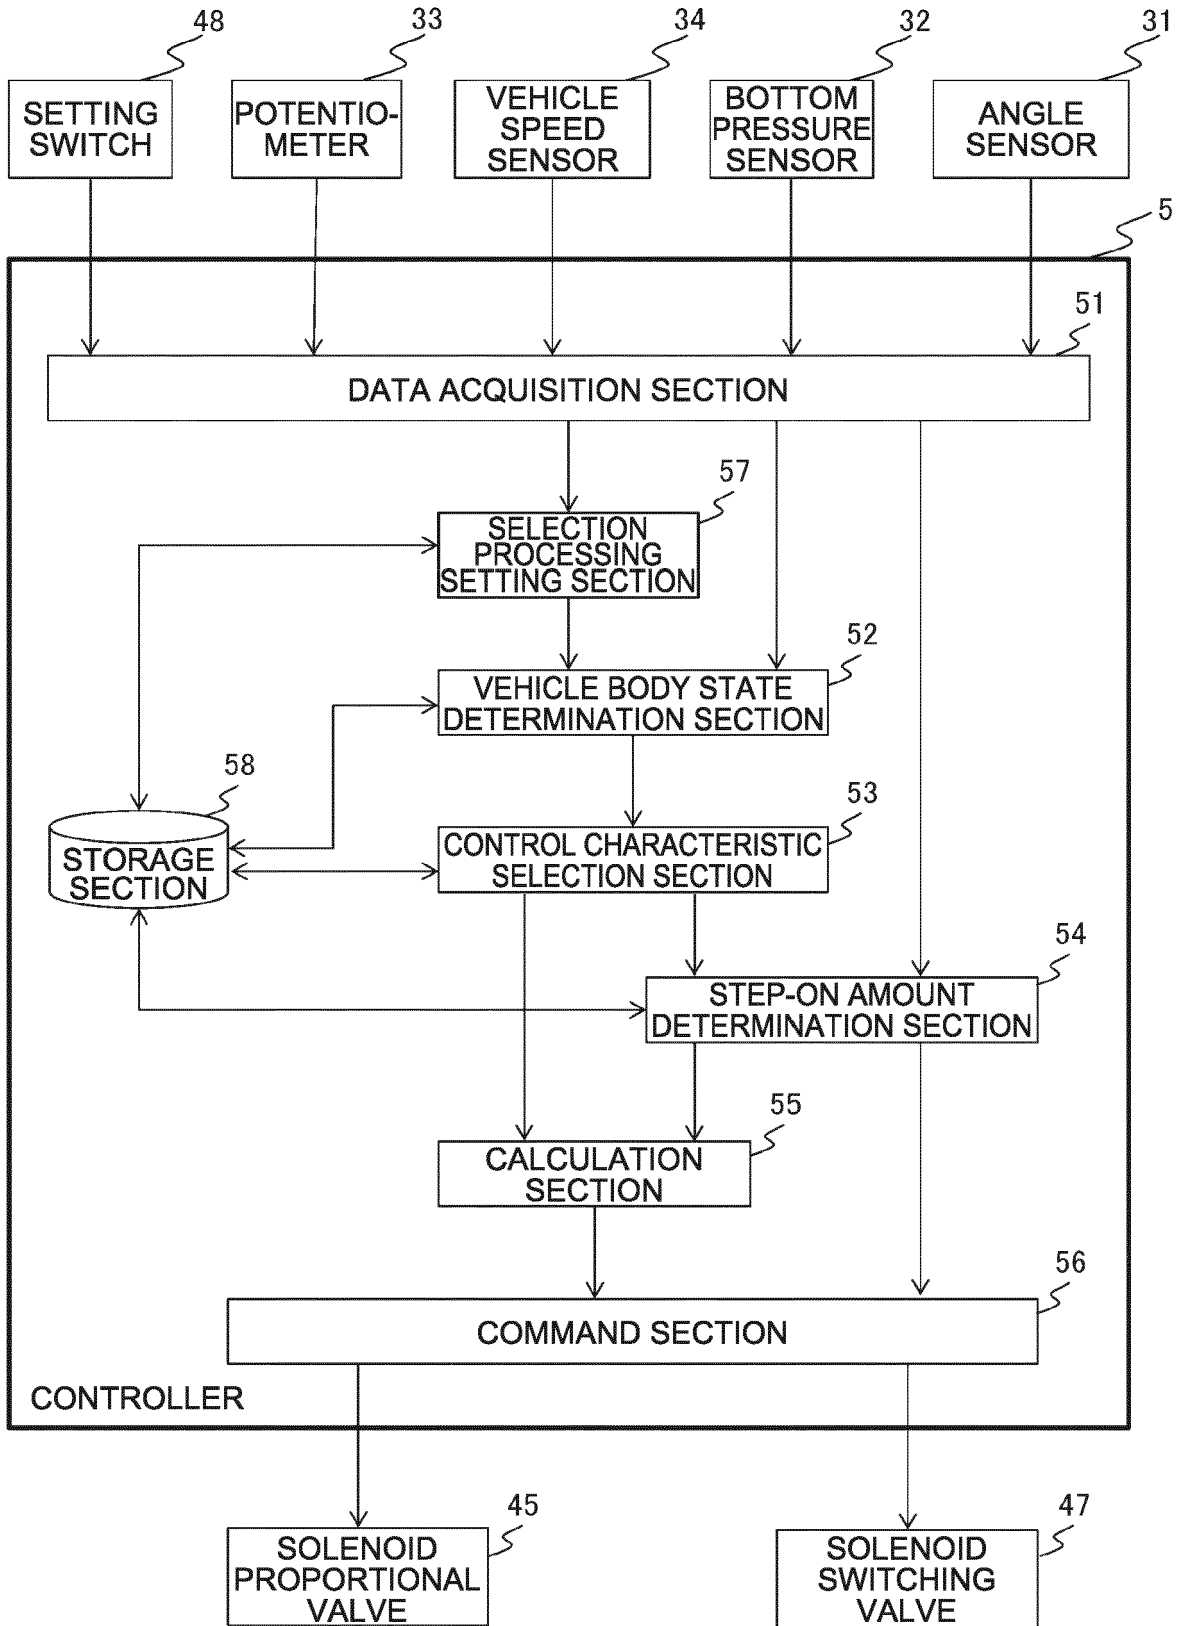 48
33
34
32
31
SETTING
SWITCH
POTENTIO-
METER
VEHICLE
SPEED
SENSOR
BOTTOM
PRESSURE
SENSOR
ANGLE
SENSOR
5
51
DATA ACQUISITION SECTION
57
SELECTION
PROCESSING
SETTING SECTION
52
VEHICLE BODY STATE
DETERMINATION SECTION
58
STORAGE
SECTION
53
CONTROL CHARACTERISTIC
SELECTION SECTION
54
STEP-ON AMOUNT
DETERMINATION SECTION
55
CALCULATION
SECTION
56
COMMAND SECTION
CONTROLLER
45
SOLENOID
PROPORTIONAL
VALVE
47
SOLENOID
SWITCHING
VALVE